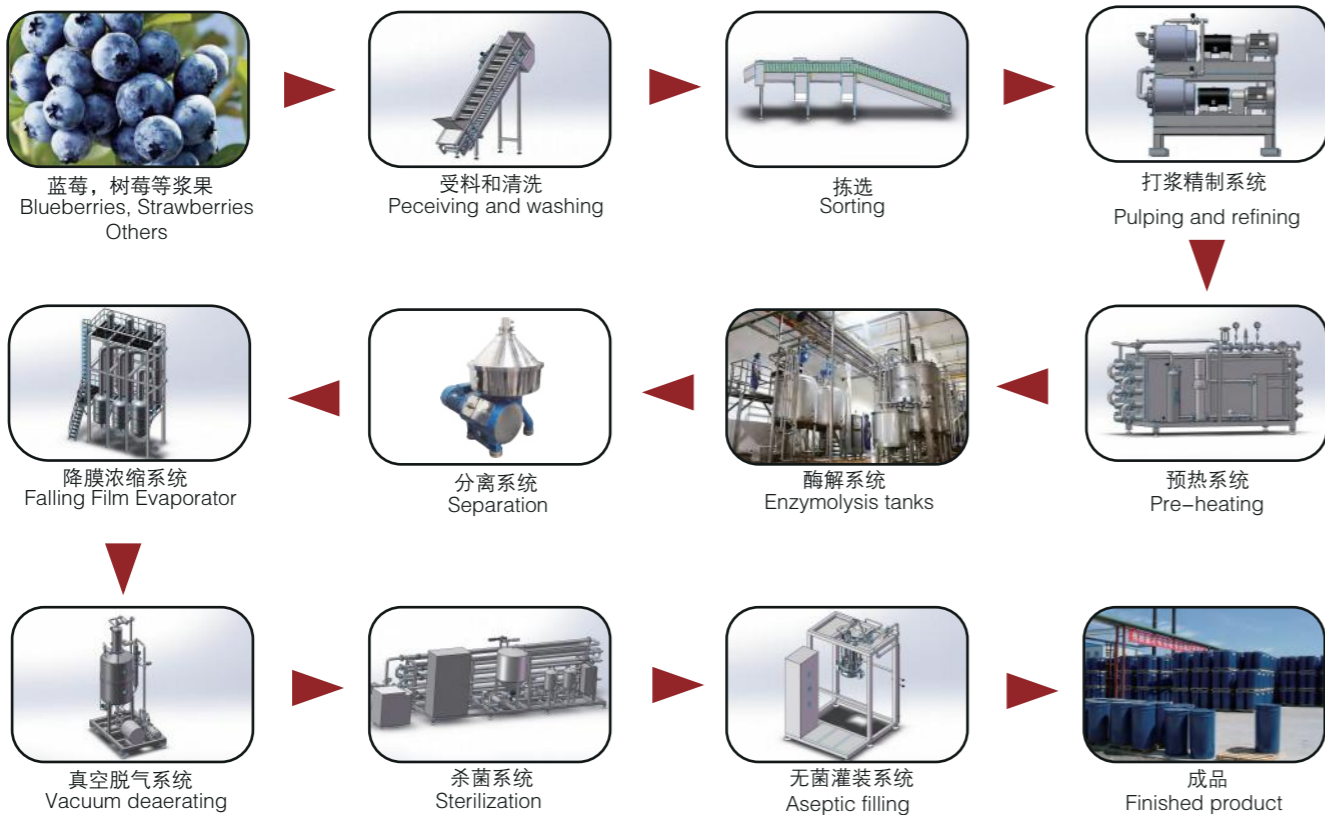 蓝莓，树莓等浆果
Blueberries, Strawberries
Others
受料和清洗
Peceiving and washing
拣选
Sorting
打浆精制系统
Pulping and refining
降膜浓缩系统
Falling Film Evaporator
分离系统
Separation
酶解系统
Enzymolysis tanks
预热系统
Pre-heating
真空脱气系统
Vacuum deaerating
杀菌系统
Sterilization
无菌灌装系统
Aseptic filling
成品
Finished product